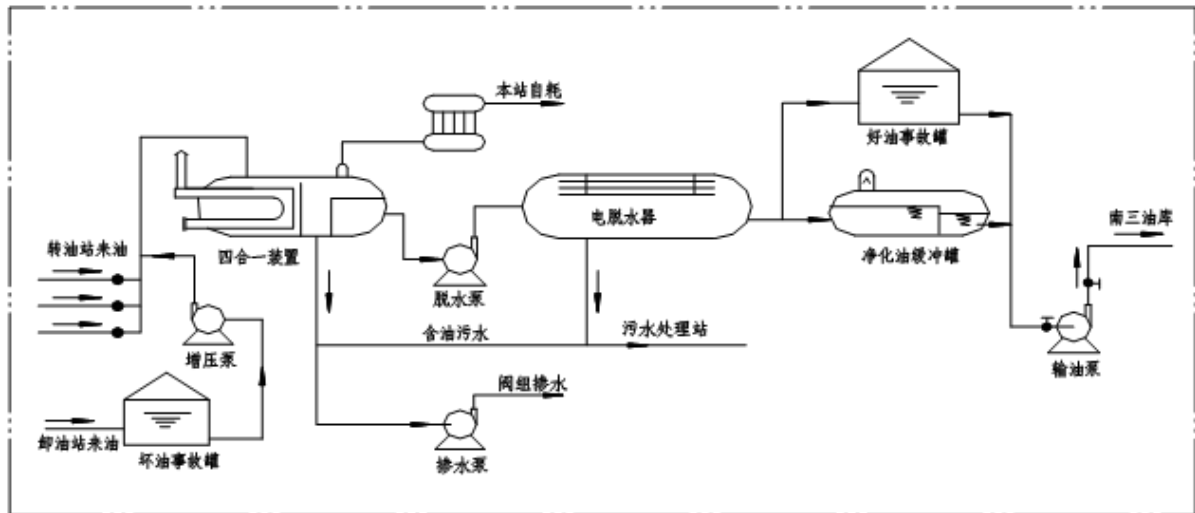 本站自耗
好油事故罐
转油站来油
四合一装置
电脱水器
净化油缓冲罐
南三油库
脱水泵
含油污水
污水处理站
增压泵
输油泵
阀组掺水
卸油站来油
坏油事故罐
掺水泵